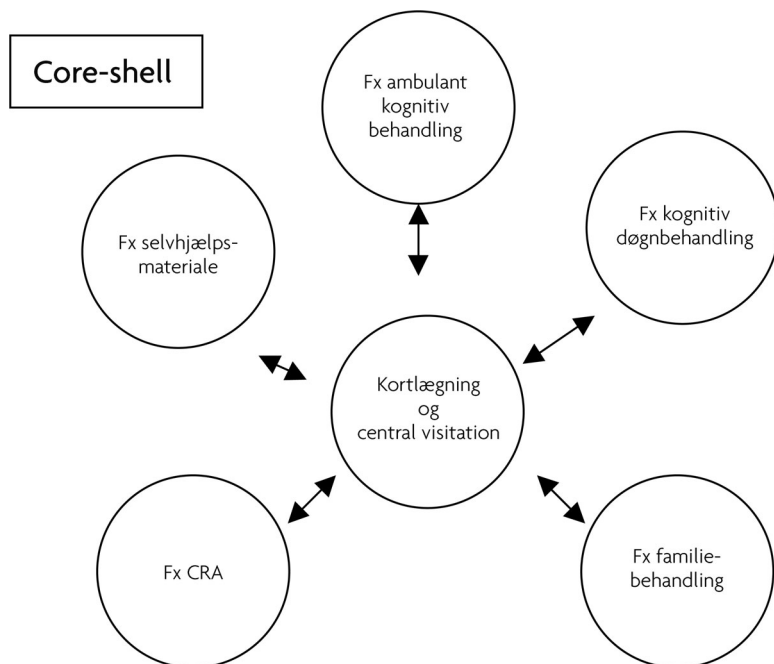 Core-shell
Fx ambulant
kognitiv
behandling
Fx selvhjælps-
materiale
Fx kognitiv
døgnbehandling
Kortlægning
og
central visitation
Fx CRA
Fx familie-
behandling